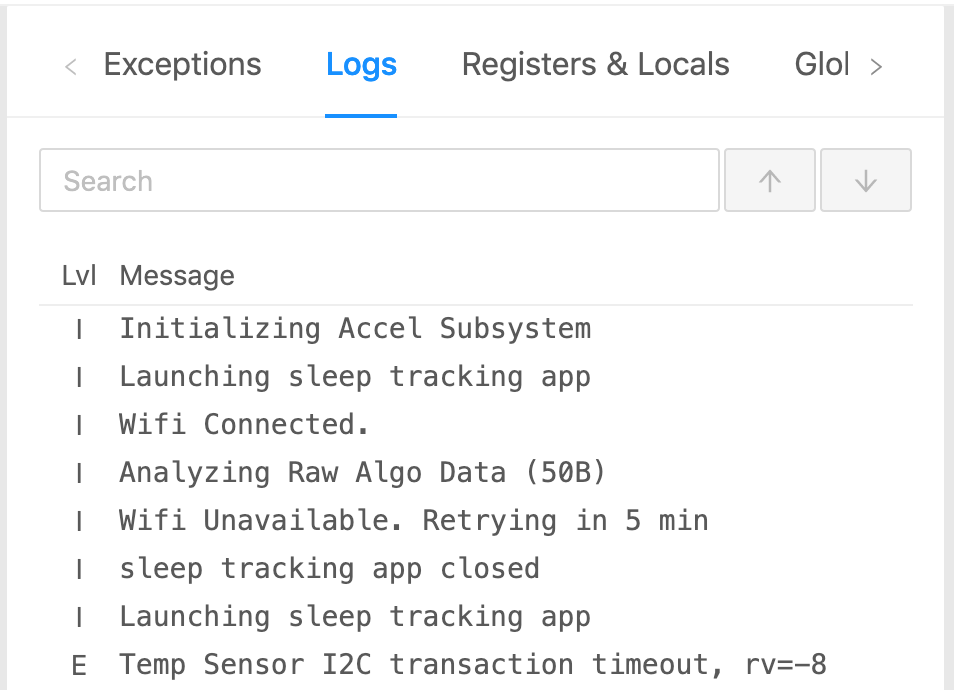 Exceptions Logs Registers & Locals Glol
Search
Lvl Message
I Initializing Accel Subsystem
I Launching sleep tracking app
I Wifi Connected.
I Analyzing Raw Algo Data (50B)
I Wifi Unavailable. Retrying in 5 min
I sleep tracking app closed
I Launching sleep tracking app
E Temp Sensor I2C transaction timeout, rv=-8